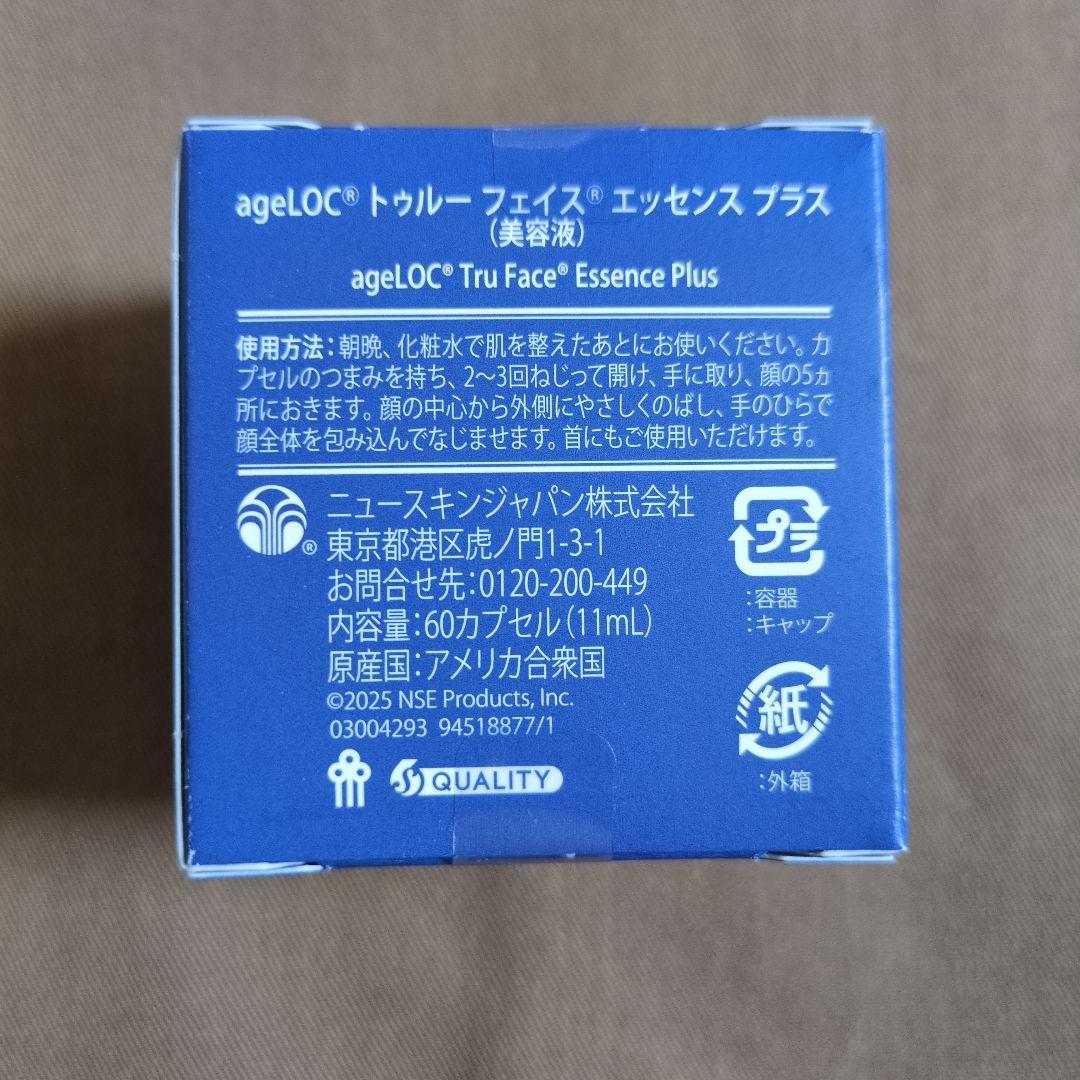 ageLOC® トゥルー フェイス® エッセンス プラス
(美容液)
ageLOC® Tru Face® Essence Plus
使用方法：朝晩、化粧水で肌を整えたあとにお使いください。カ
プセルのつまみを持ち、2〜3回ねじって開け、手に取り、顔の5ヵ
所におきます。顔の中心から外側にやさしくのばし、手のひらで
顔全体を包み込んでなじませます。首にもご使用いただけます。
®
ニュースキンジャパン株式会社
東京都港区虎ノ門1-3-1
お問合せ先：0120-200-449
内容量：60カプセル（11mL）
原産国：アメリカ合衆国
©2025 NSE Products, Inc.
03004293 94518877/1
QUALITY
プラ
：容器
：キャップ
紙
：外箱